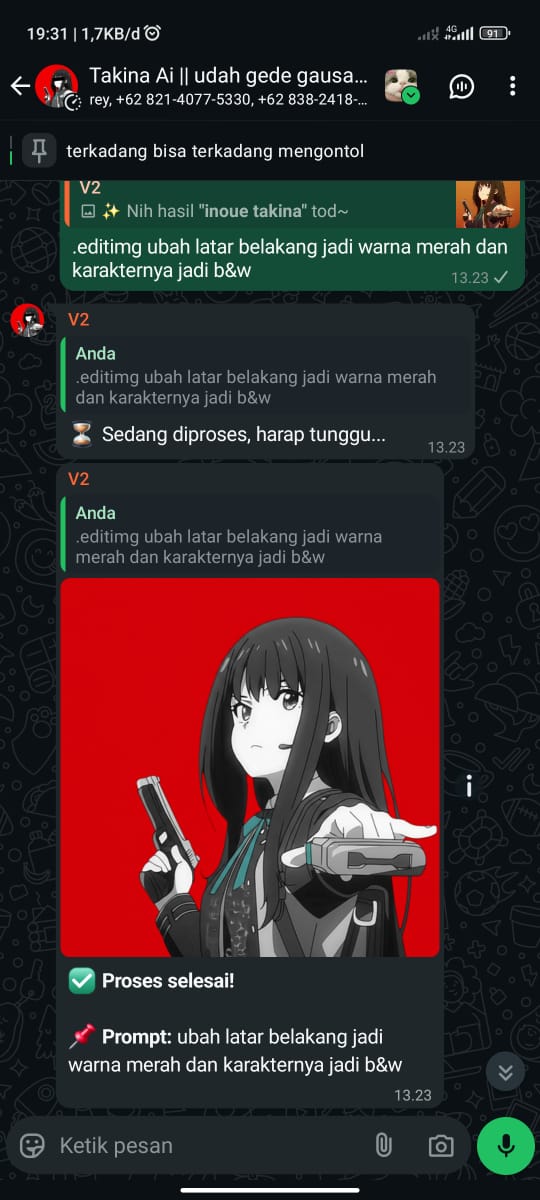 19:31 | 1,7KB/d
4G
91
Takina Ai || udah gede gausa...
rey, +62 821-4077-5330, +62 838-2418-...
terkadang bisa terkadang mengontol
V2
✨ Nih hasil "inoue takina" tod~
.editimg ubah latar belakang jadi warna merah dan
karakternya jadi b&w
13.23
V2
Anda
.editimg ubah latar belakang jadi warna merah
dan karakternya jadi b&w
⏳ Sedang diproses, harap tunggu...
13.23
V2
Anda
.editimg ubah latar belakang jadi warna
merah dan karakternya jadi b&w
✅ Proses selesai!
📌 Prompt: ubah latar belakang jadi
warna merah dan karakternya jadi b&w
13.23
Ketik pesan